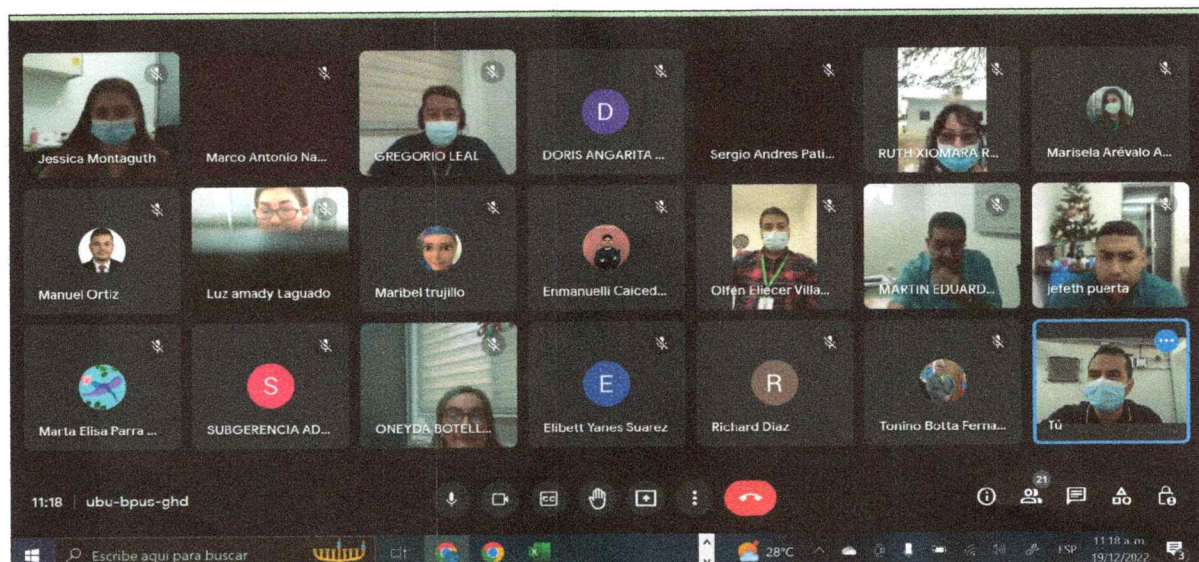 Jessica Montaguth
Marco Antonio Na...
GREGORIO LEAL
D
DORIS ANGARITA ...
Sergio Andres Pati...
RUTH XIOMARA R...
Marisela Arévalo A...
Manuel Ortiz
Luz amady Laguado
Maribel trujillo
Enmanuelli Caiced...
Olfen Eliecer Villa...
MARTIN EDUARD...
jefeth puerta
Marta Elisa Parra ...
S
SUBGERENCIA AD...
ONEYDA BOTELL...
E
Elibett Yanes Suarez
R
Richard Diaz
Tonino Botta Ferna...
Tú
11:18 | ubu-bpus-ghd
CC
21
Escribe aquí para buscar
28°C
ESP
11:18 a.m.
19/12/2022
3